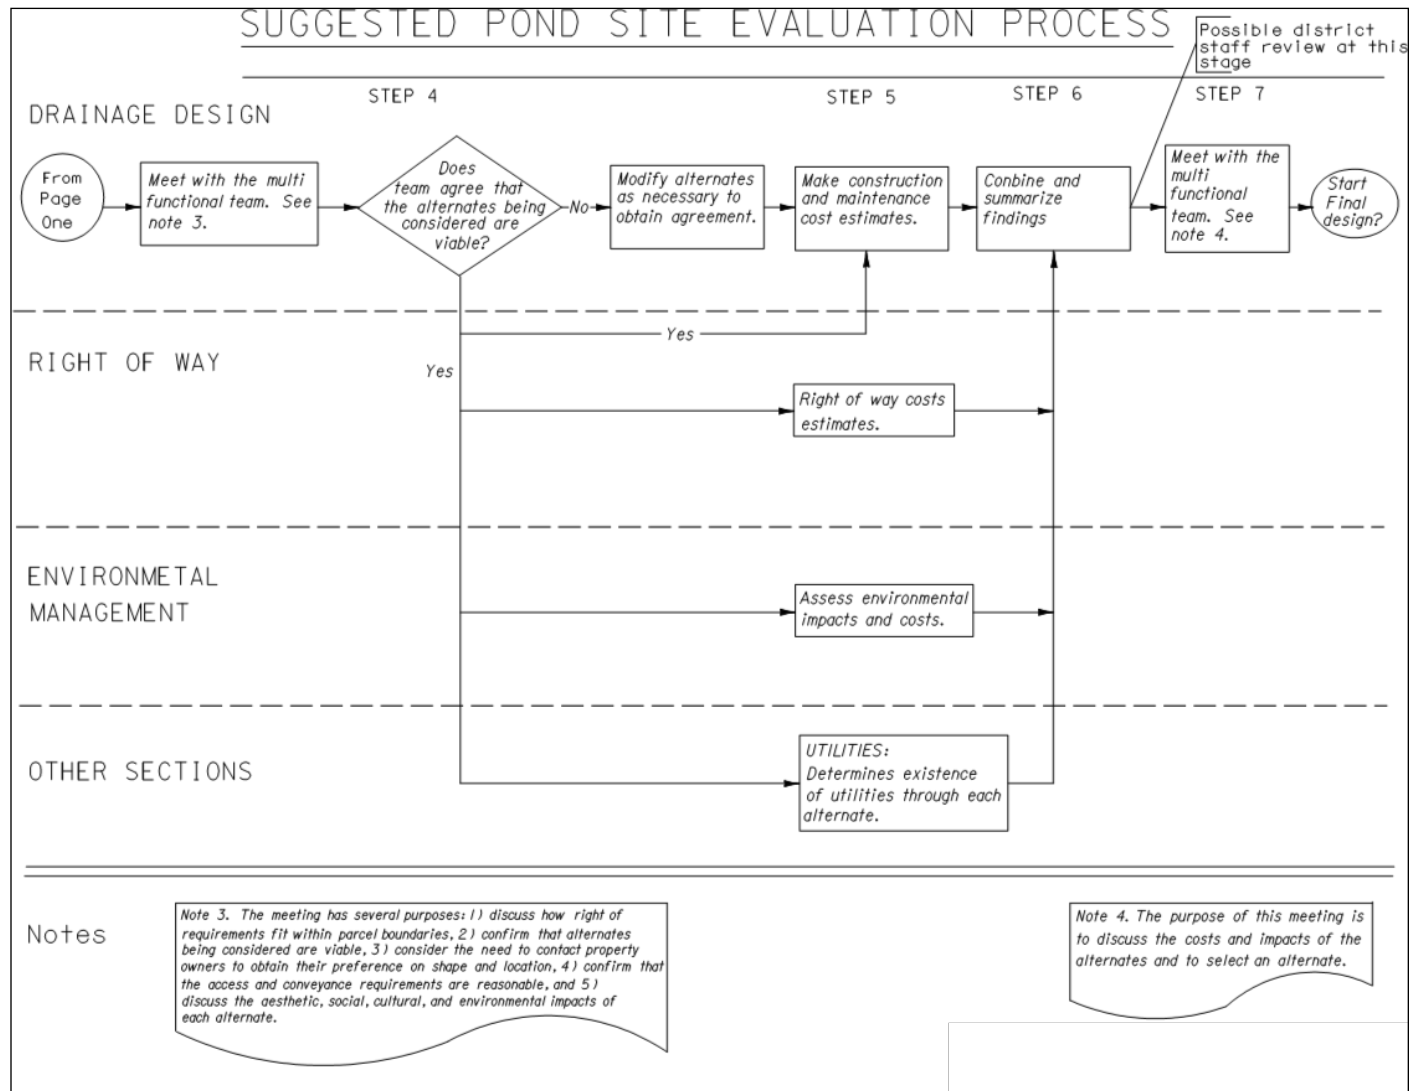 SUGGESTED POND SITE EVALUATION PROCESS
Possible district
staff review at this
stage
STEP 4
STEP 5
STEP 6
STEP 7
DRAINAGE DESIGN
From
Page
One
Meet with the multi
functional team. See
note 3.
Does
team agree that
the alternates being
considered are
viable?
No
Modify alternates
as necessary to
obtain agreement.
Make construction
and maintenance
cost estimates.
Conbine and
summarize
findings
Meet with the
multi
functional
team. See
note 4.
Start
Final
design?
Yes
RIGHT OF WAY
Yes
Right of way costs
estimates.
ENVIRONMETAL
MANAGEMENT
Assess environmental
impacts and costs.
OTHER SECTIONS
UTILITIES:
Determines existence
of utilities through each
alternate.
Notes
Note 3. The meeting has several purposes: 1) discuss how right of
requirements fit within parcel boundaries, 2) confirm that alternates
being considered are viable, 3) consider the need to contact property
owners to obtain their preference on shape and location, 4) confirm that
the access and conveyance requirements are reasonable, and 5)
discuss the aesthetic, social, cultural, and environmental impacts of
each alternate.
Note 4. The purpose of this meeting is
to discuss the costs and impacts of the
alternates and to select an alternate.